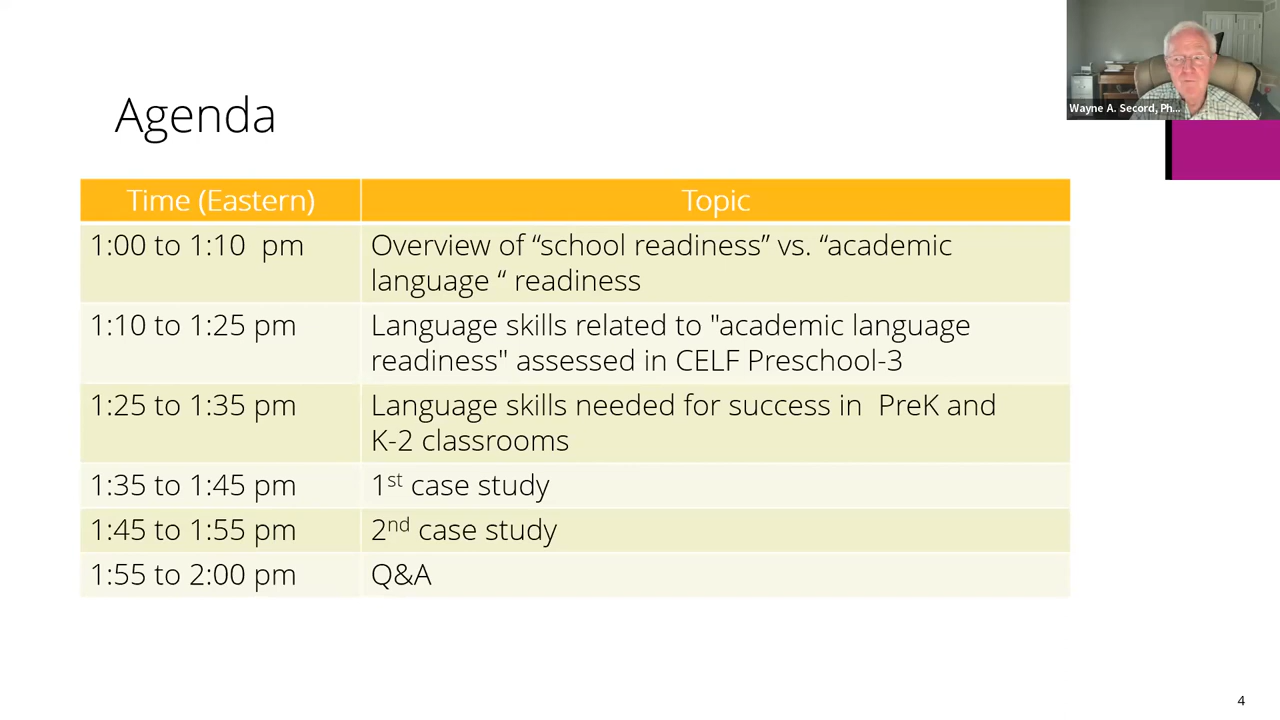 Wayne A. Secord, Ph...
Agenda
Time (Eastern) Topic
1:00 to 1:10  pm Overview of “school readiness” vs. “academic
language “ readiness
1:10 to 1:25 pm Language skills related to "academic language
readiness" assessed in CELF Preschool-3
1:25 to 1:35 pm Language skills needed for success in  PreK and
K-2 classrooms
1:35 to 1:45 pm 1st case study
1:45 to 1:55 pm 2nd case study
1:55 to 2:00 pm Q&A
4